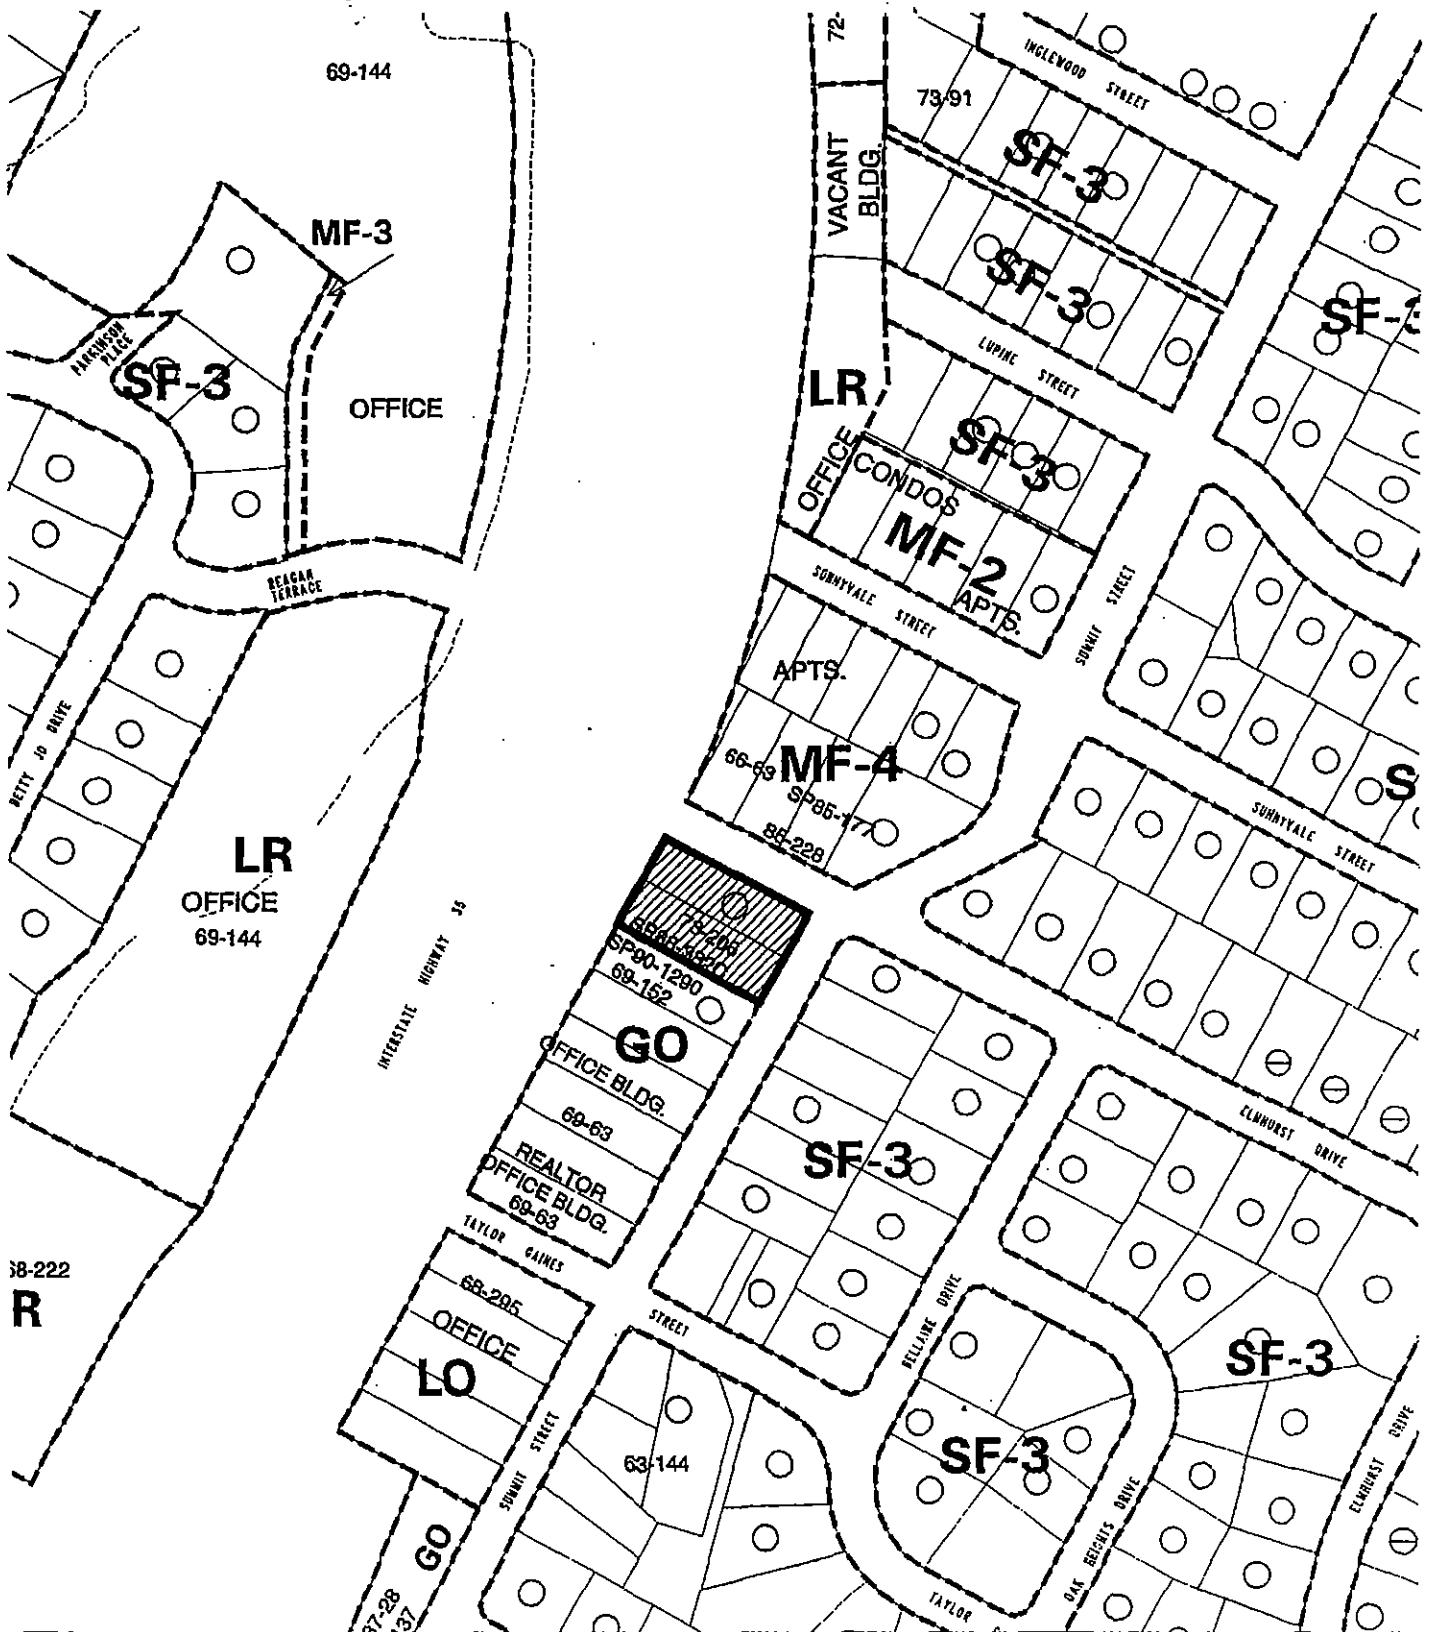 72-
INGLEWOOD STREET
69-144
73-91
SF-3
VACANT
BLDG.
MF-3
SF-3
SF-3
PARKINSON
PLACE
SF-3
LUPINE STREET
LR
OFFICE
OFFICE
SF-3
CONDOS
MF-2
APTS.
REAGAN
TERRACE
SUNNYVALE STREET
SUMMIT STREET
APTS.
BETTY JO DRIVE
66-63
MF-4
SP85-177
85-228
S
SUNNYVALE STREET
LR
OFFICE
69-144
INTERSTATE HIGHWAY 35
SP90-1290
69-152
GO
OFFICE BLDG.
69-63
REALTOR
OFFICE BLDG.
69-63
SF-3
ELMHURST DRIVE
TAYLOR GAINES
STREET
68-222
R
68-295
OFFICE
LO
BELLAIRE DRIVE
SF-3
SUMMIT STREET
63-144
SF-3
OAK HEIGHTS DRIVE
ELMHURST DRIVE
GO
37-28
137
TAYLOR